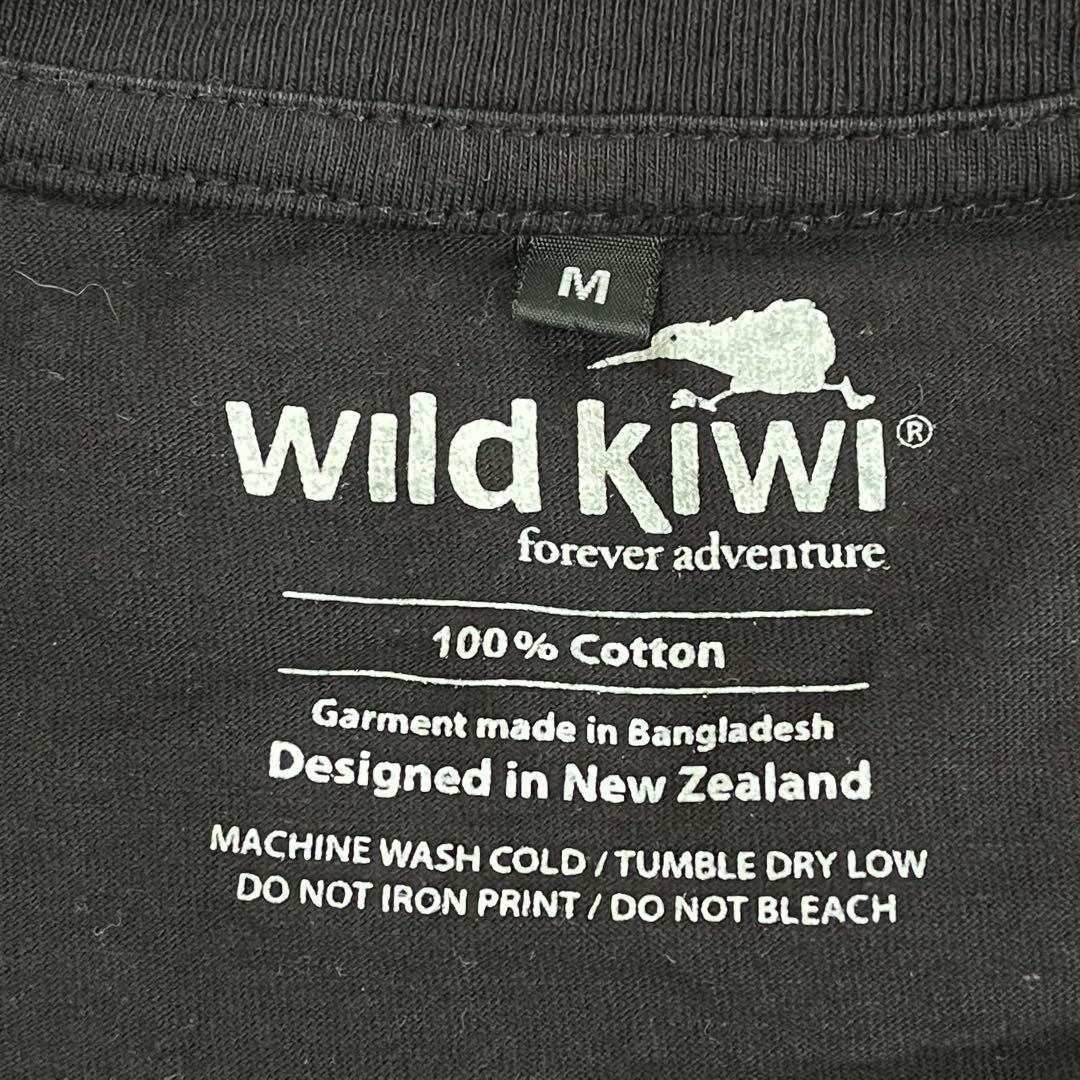 M
wild kiwi®
forever adventure
100% Cotton
Garment made in Bangladesh
Designed in New Zealand
MACHINE WASH COLD / TUMBLE DRY LOW
DO NOT IRON PRINT / DO NOT BLEACH